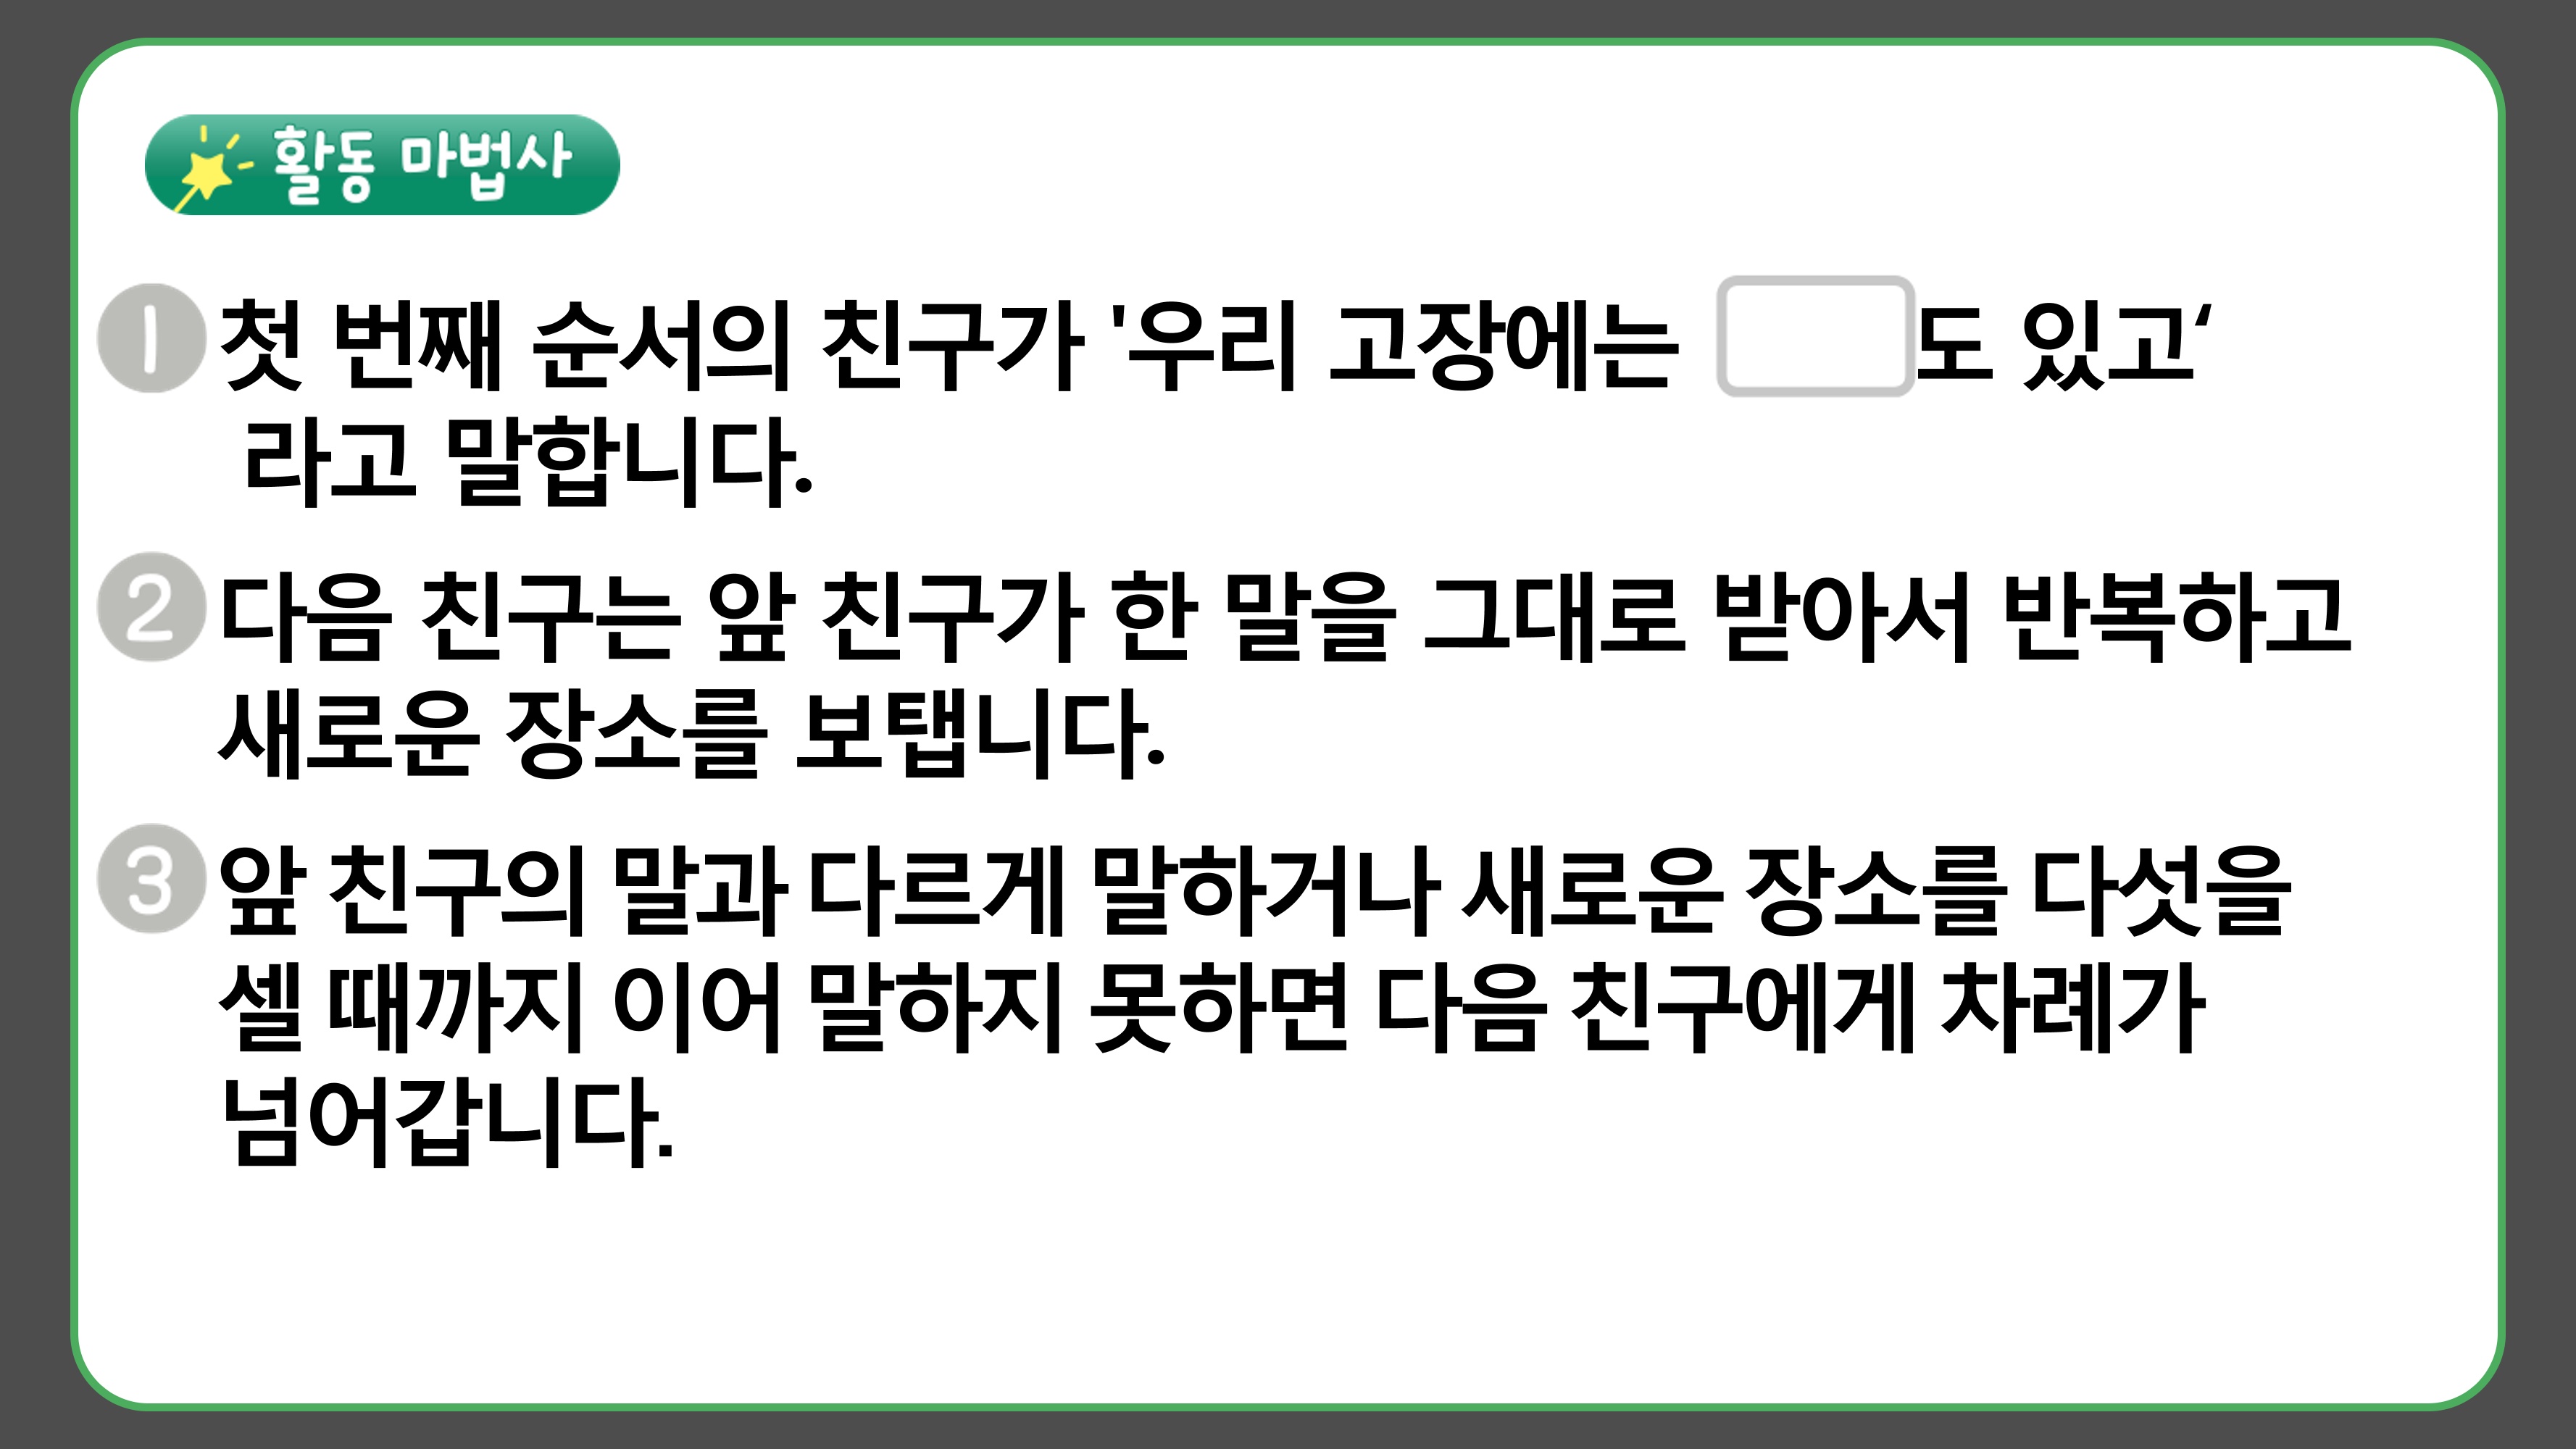 활동 마법사
1 첫 번째 순서의 친구가 '우리 고장에는 도 있고‘
라고 말합니다.
2 다음 친구는 앞 친구가 한 말을 그대로 받아서 반복하고
새로운 장소를 보탭니다.
3 앞 친구의 말과 다르게 말하거나 새로운 장소를 다섯을
셀 때까지 이어 말하지 못하면 다음 친구에게 차례가
넘어갑니다.